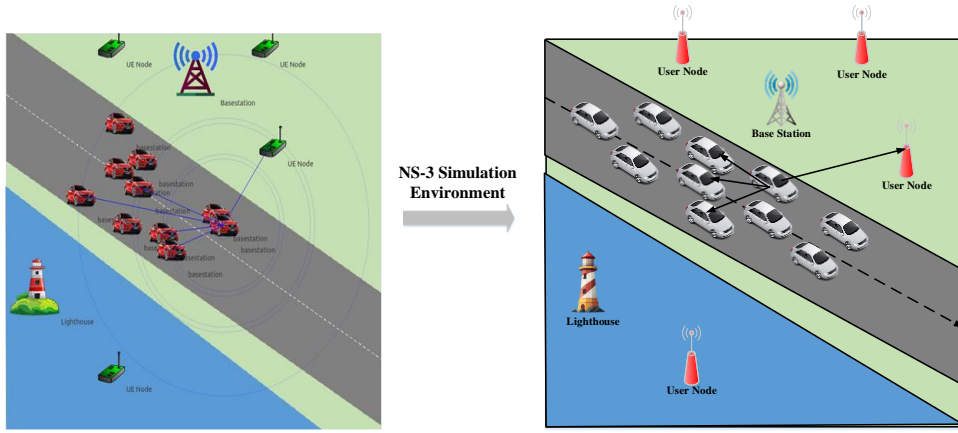 UE Node
UE Node
Basestation
UE Node
basestation
basestation
basestation
basestation
basestation
basestation
basestation
Lighthouse
UE Node
NS-3 Simulation
Environment
User Node
User Node
Base Station
User Node
Lighthouse
User Node